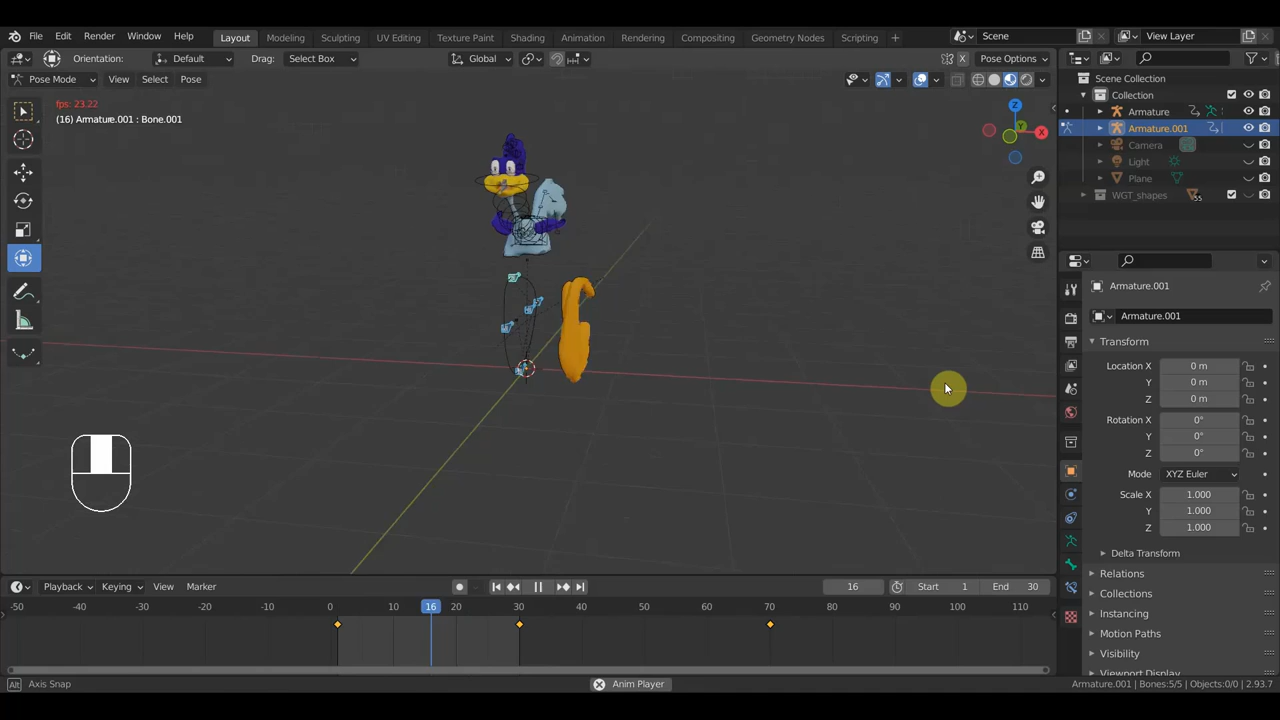 File Edit Render Window Help Layout Modeling Sculpting UV Editing Texture Paint Shading Animation Rendering Compositing Geometry Nodes Scripting + Scene View Layer
Orientation: Default Drag: Select Box Global X Pose Options
Pose Mode View Select Pose
fps: 23.22
(16) Armature.001 : Bone.001
Z
Y
X
Scene Collection
Collection
Armature
Armature.001
Camera
Light
Plane
WGT_shapes 55
Armature.001
Armature.001
Transform
Location X 0 m
Y 0 m
Z 0 m
Rotation X 0°
Y 0°
Z 0°
Mode XYZ Euler
Scale X 1.000
Y 1.000
Z 1.000
Delta Transform
Relations
Collections
Instancing
Motion Paths
Visibility
Viewport Display
Playback Keying View Marker 16 Start 1 End 30
-50 -40 -30 -20 -10 0 10 16 20 30 40 50 60 70 80 90 100 110
Alt Axis Snap Anim Player Armature.001 | Bones:5/5 | Objects:0/0 | 2.93.7